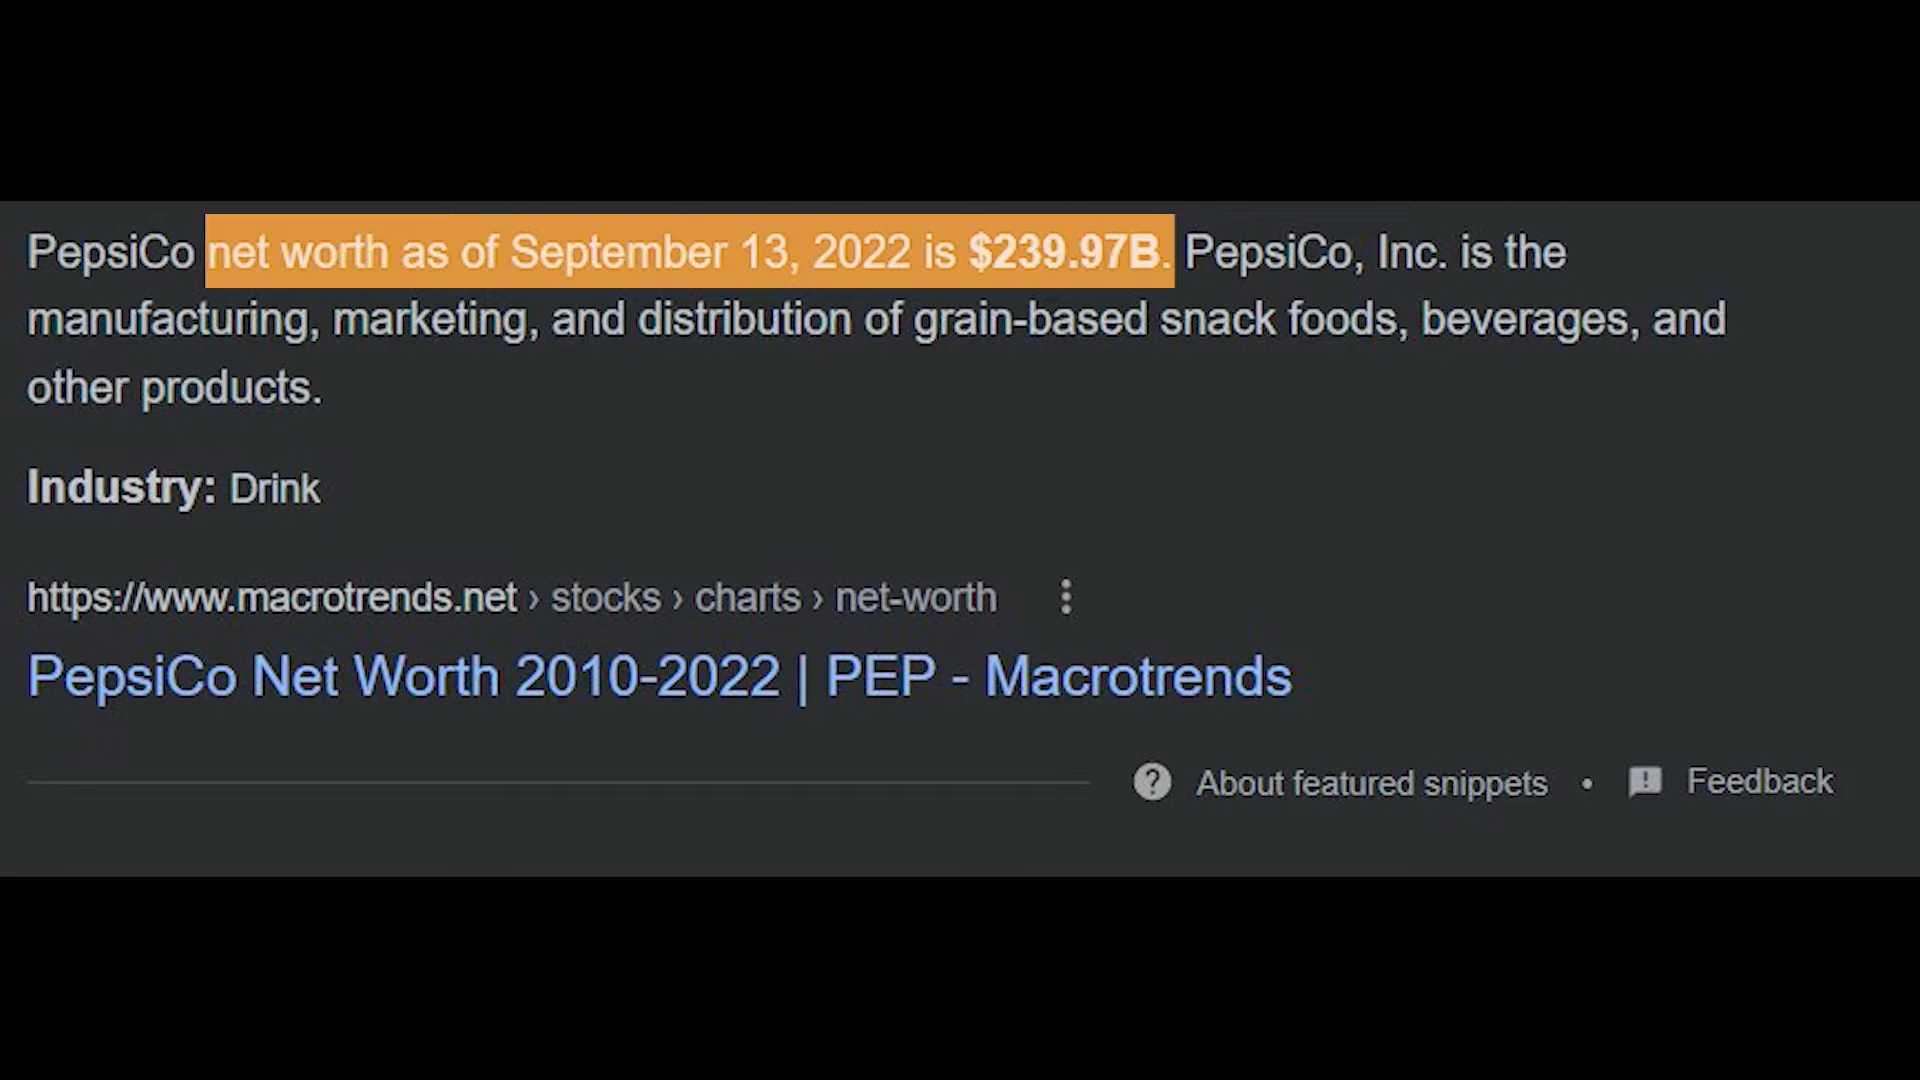 PepsiCo net worth as of September 13, 2022 is $239.97B. PepsiCo, Inc. is the
manufacturing, marketing, and distribution of grain-based snack foods, beverages, and
other products.
Industry: Drink
https://www.macrotrends.net › stocks › charts › net-worth
PepsiCo Net Worth 2010-2022 | PEP - Macrotrends
About featured snippets • Feedback